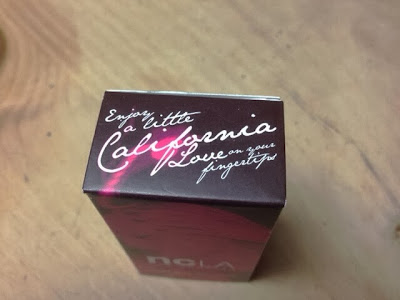 Enjoy
a little
California
Love on your
fingertips
ncLA